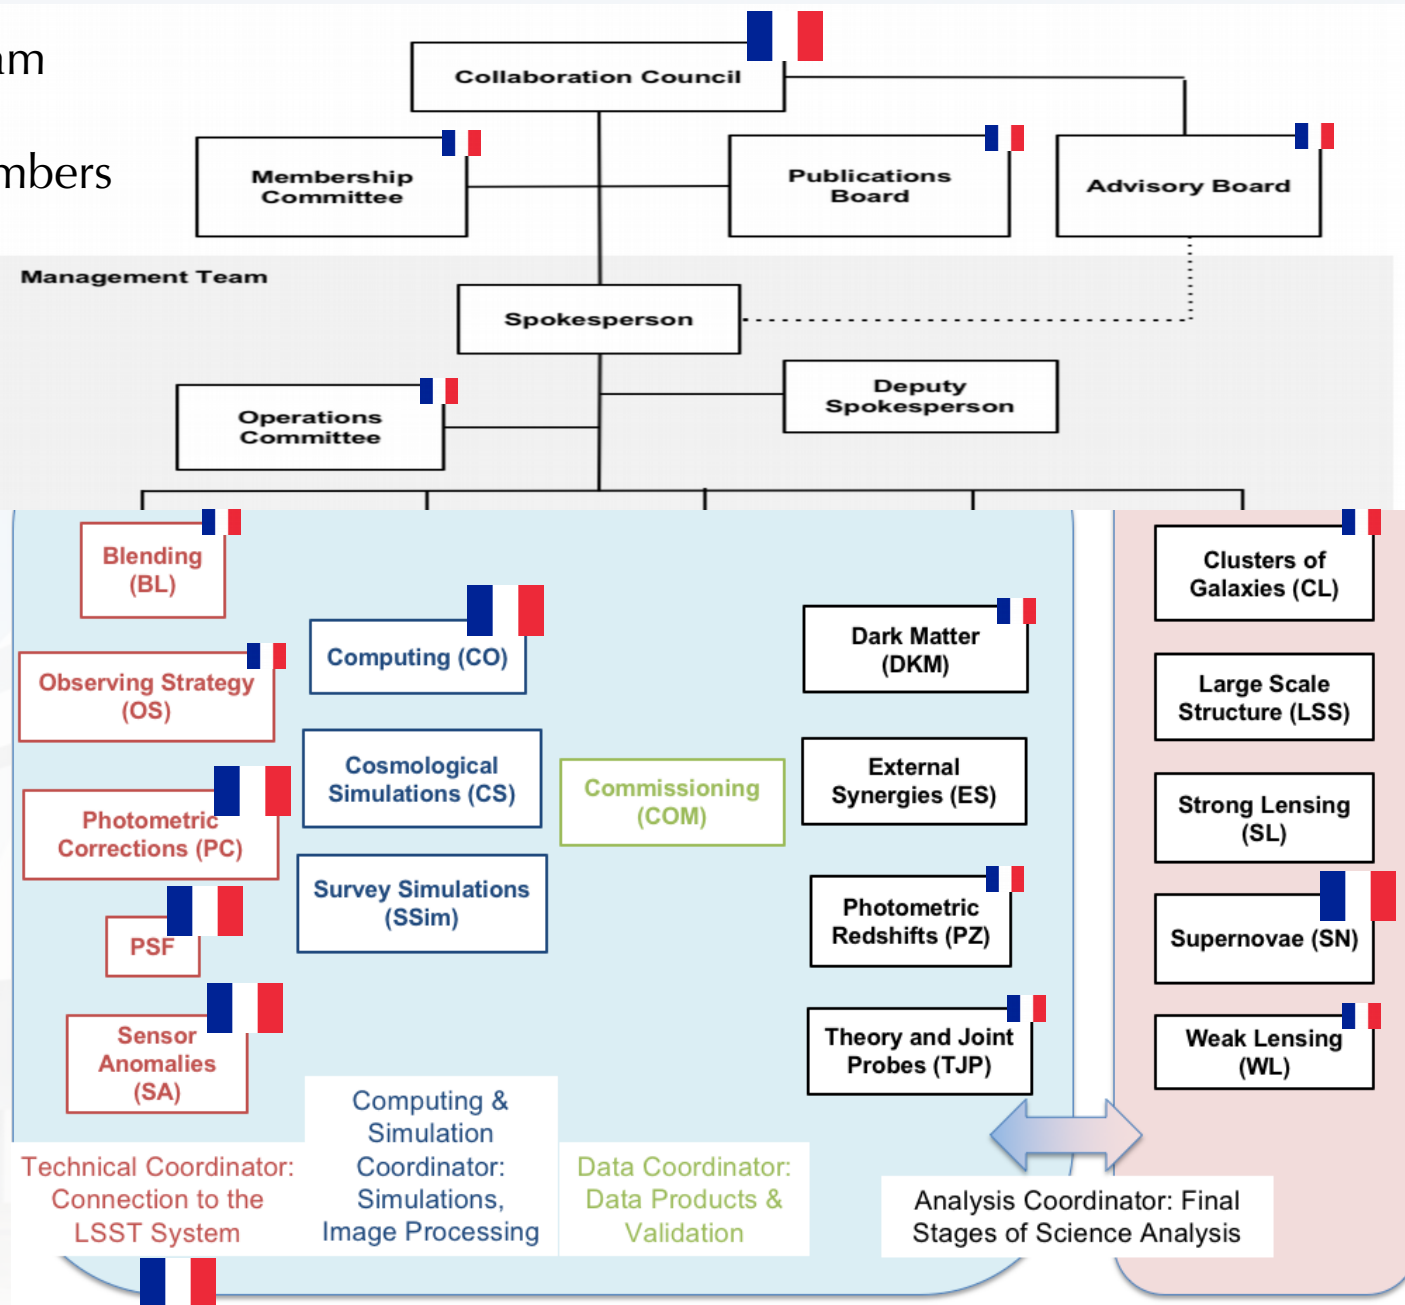 am
mbers
Collaboration Council
Membership
Committee
Publications
Board
Advisory Board
Management Team
Spokesperson
Deputy
Spokesperson
Operations
Committee
Blending
(BL)
Observing Strategy
(OS)
Photometric
Corrections (PC)
PSF
Sensor
Anomalies
(SA)
Technical Coordinator:
Connection to the
LSST System
Computing (CO)
Cosmological
Simulations (CS)
Survey Simulations
(SSim)
Computing &
Simulation
Coordinator:
Simulations,
Image Processing
Commissioning
(COM)
Data Coordinator:
Data Products &
Validation
Dark Matter
(DKM)
External
Synergies (ES)
Photometric
Redshifts (PZ)
Theory and Joint
Probes (TJP)
Clusters of
Galaxies (CL)
Large Scale
Structure (LSS)
Strong Lensing
(SL)
Supernovae (SN)
Weak Lensing
(WL)
Analysis Coordinator: Final
Stages of Science Analysis